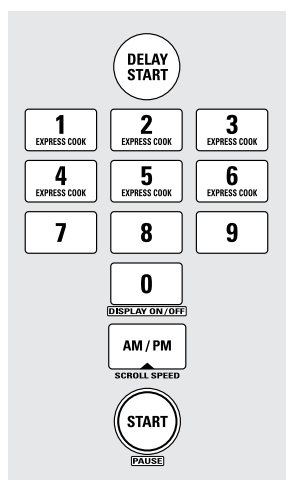 DELAY
START
1 2 3
EXPRESS COOK EXPRESS COOK EXPRESS COOK
4 5 6
EXPRESS COOK EXPRESS COOK EXPRESS COOK
7 8 9
0
DISPLAY ON/OFF
AM / PM
SCROLL SPEED
START
PAUSE